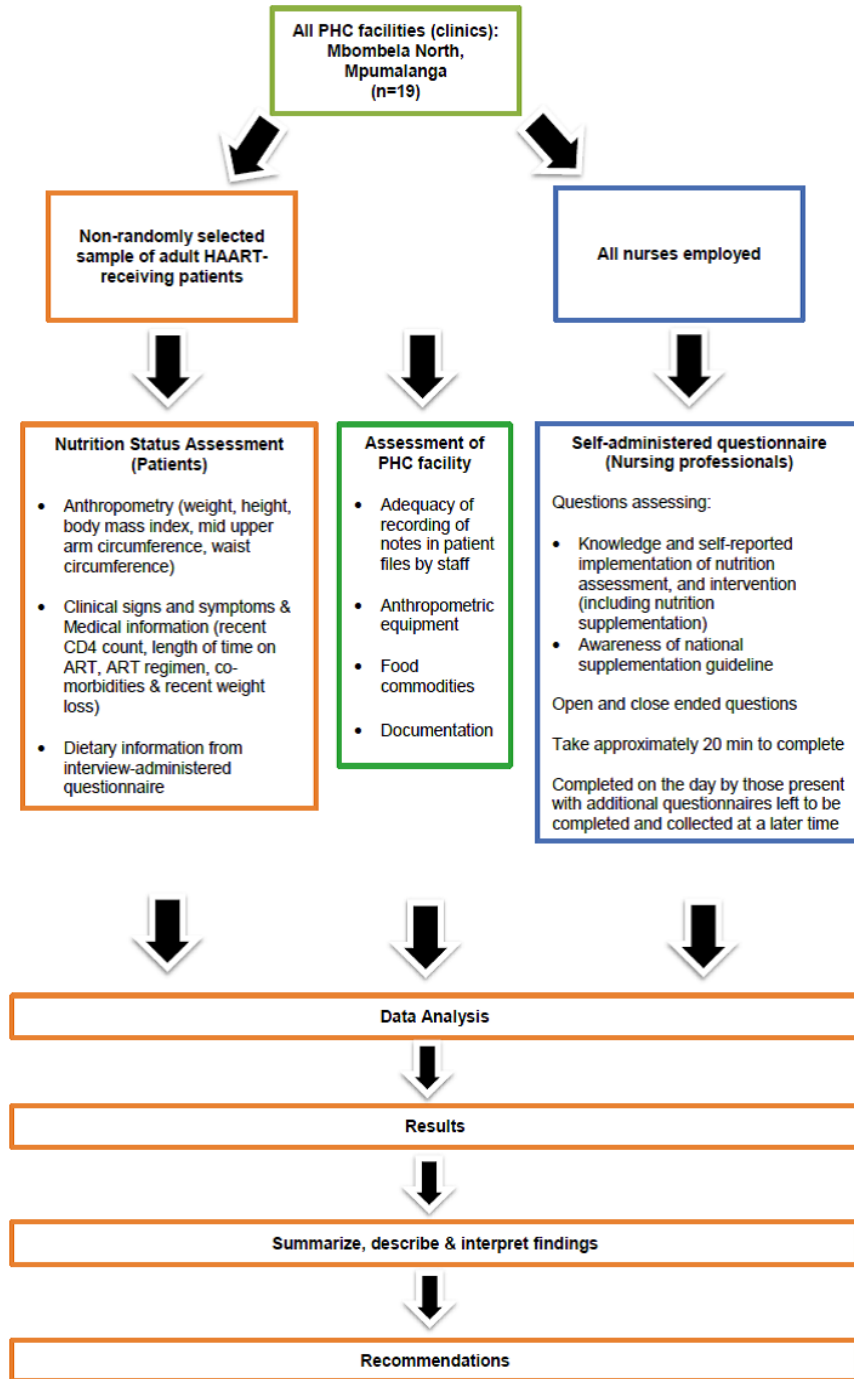 All PHC facilities (clinics):
Mbombela North,
Mpumalanga
(n=19)
Non-randomly selected
sample of adult HAART-
receiving patients
All nurses employed
Nutrition Status Assessment
(Patients)
• Anthropometry (weight, height,
body mass index, mid upper
arm circumference, waist
circumference)
• Clinical signs and symptoms &
Medical information (recent
CD4 count, length of time on
ART, ART regimen, co-
morbidities & recent weight
loss)
• Dietary information from
interview-administered
questionnaire
Assessment of
PHC facility
• Adequacy of
recording of
notes in patient
files by staff
• Anthropometric
equipment
• Food
commodities
• Documentation
Self-administered questionnaire
(Nursing professionals)
Questions assessing:
• Knowledge and self-reported
implementation of nutrition
assessment, and intervention
(including nutrition
supplementation)
• Awareness of national
supplementation guideline
Open and close ended questions
Take approximately 20 min to complete
Completed on the day by those present
with additional questionnaires left to be
completed and collected at a later time
Data Analysis
Results
Summarize, describe & interpret findings
Recommendations